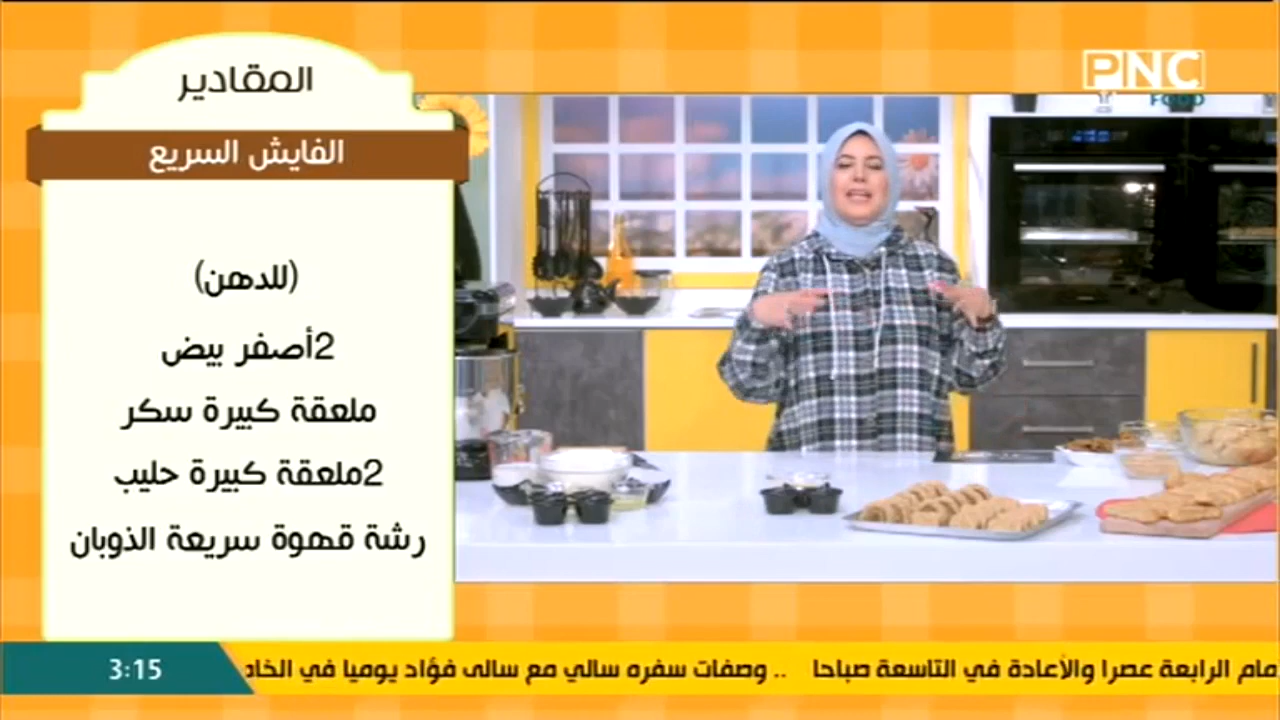 المقادير
الفايش السريع
(للدهن)
2أصفر بيض
ملعقة كبيرة سكر
2ملعقة كبيرة حليب
رشة قهوة سريعة الذوبان
PNC
FOOD
مام الرابعة عصرا والأعادة في التاسعة صباحا .. وصفات سفره سالي مع سالى فؤاد يوميا في الخاد
3:15